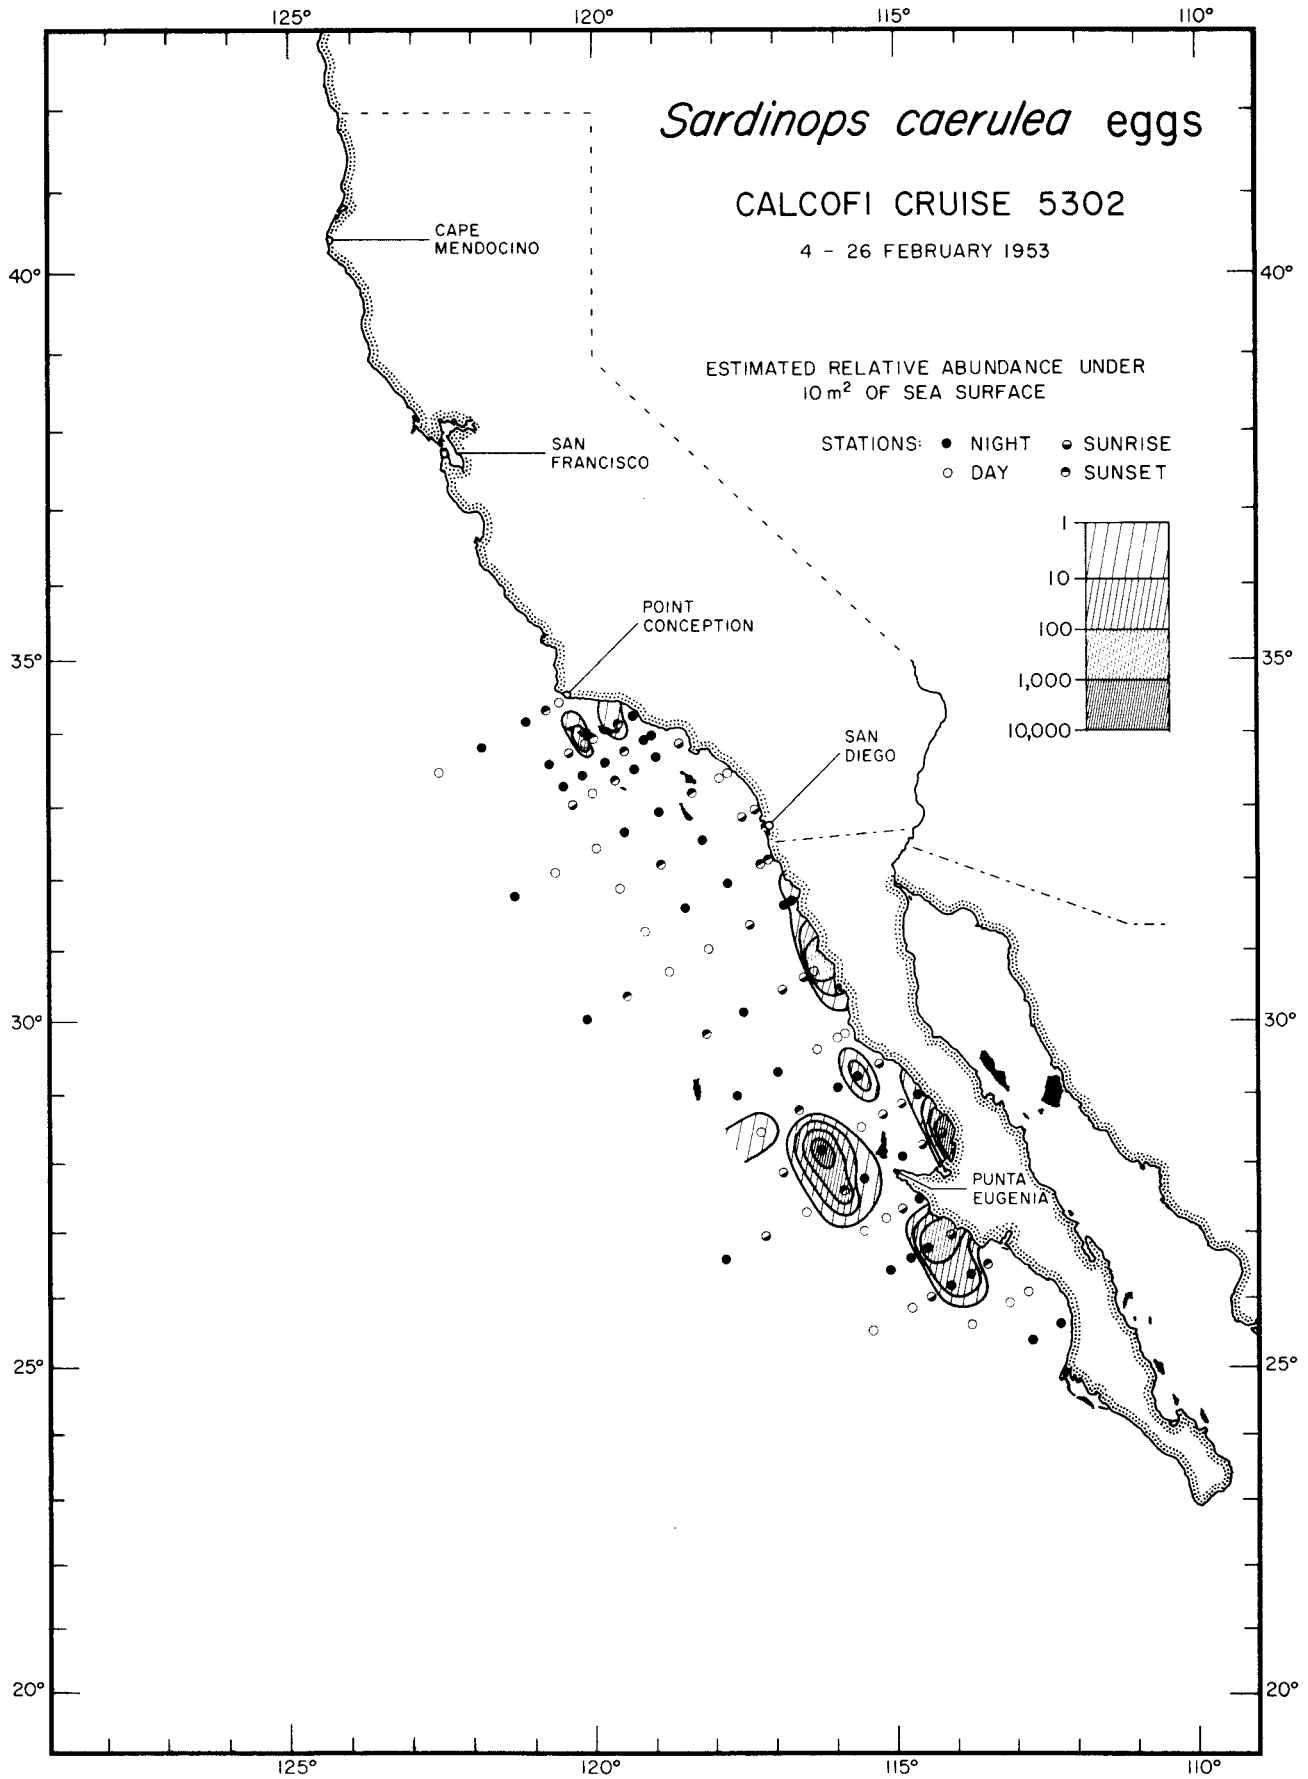 125° 120° 115° 110°
Sardinops caerulea eggs
CALCOFI CRUISE 5302
4 - 26 FEBRUARY 1953
CAPE
MENDOCINO
40° 40°
ESTIMATED RELATIVE ABUNDANCE UNDER
10 m² OF SEA SURFACE
STATIONS: ● NIGHT ◒ SUNRISE
○ DAY ◓ SUNSET
SAN
FRANCISCO
1
10
100
1,000
10,000
POINT
CONCEPTION
35° 35°
SAN
DIEGO
30° 30°
PUNTA
EUGENIA
25° 25°
20° 20°
125° 120° 115° 110°